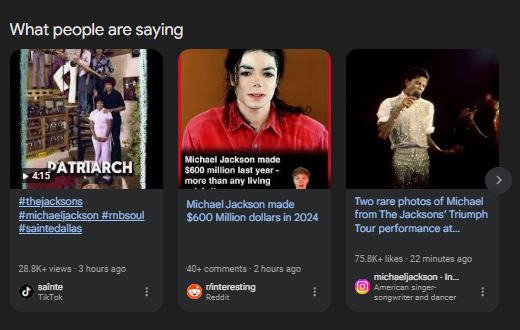 What people are saying
PATRIARCH
4:15
#thejacksons
#michaeljackson #rnbsoul
#saintedallas
28.8K+ views · 3 hours ago
saïnte
TikTok
Michael Jackson made
$600 million last year -
more than any living
Michael Jackson made
$600 Million dollars in 2024
40+ comments · 2 hours ago
r/interesting
Reddit
Two rare photos of Michael
from The Jacksons' Triumph
Tour performance at...
75.8K+ likes · 22 minutes ago
michaeljackson - In...
American singer-
songwriter and dancer